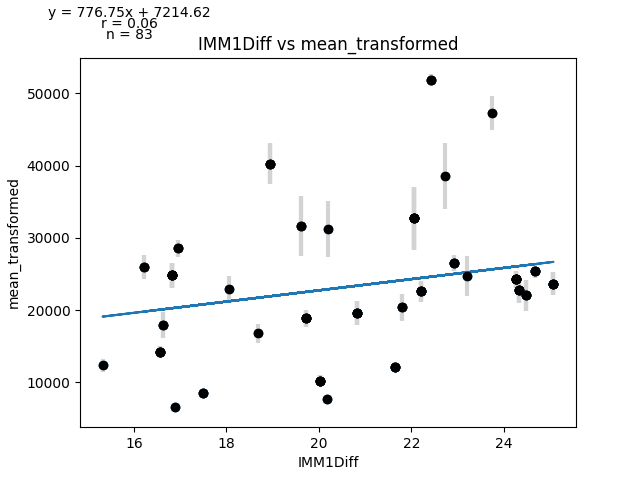 y = 776.75x + 7214.62
r = 0.06
n = 83
IMM1Diff vs mean_transformed
mean_transformed
50000
40000
30000
20000
10000
16 18 20 22 24
IMM1Diff